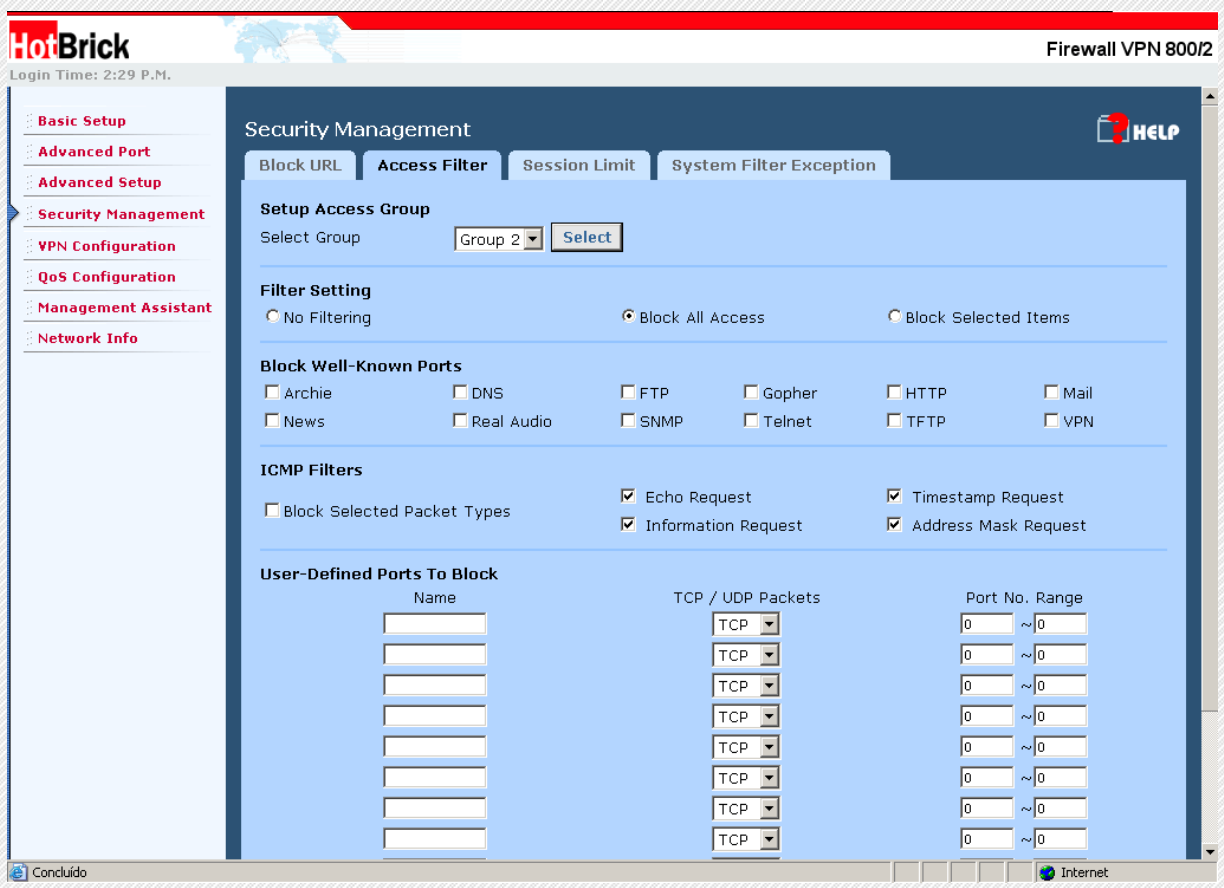 HotBrick
Firewall VPN 800/2
Login Time: 2:29 P.M.
Basic Setup
Advanced Port
Advanced Setup
Security Management
VPN Configuration
QoS Configuration
Management Assistant
Network Info
Security Management
HELP
Block URL Access Filter Session Limit System Filter Exception
Setup Access Group
Select Group Group 2 Select
Filter Setting
No Filtering Block All Access Block Selected Items
Block Well-Known Ports
Archie DNS FTP Gopher HTTP Mail
News Real Audio SNMP Telnet TFTP VPN
ICMP Filters
Block Selected Packet Types
Echo Request Timestamp Request
Information Request Address Mask Request
User-Defined Ports To Block
Name TCP / UDP Packets Port No. Range
TCP 0 ~ 0
TCP 0 ~ 0
TCP 0 ~ 0
TCP 0 ~ 0
TCP 0 ~ 0
TCP 0 ~ 0
TCP 0 ~ 0
TCP 0 ~ 0
Concluído Internet